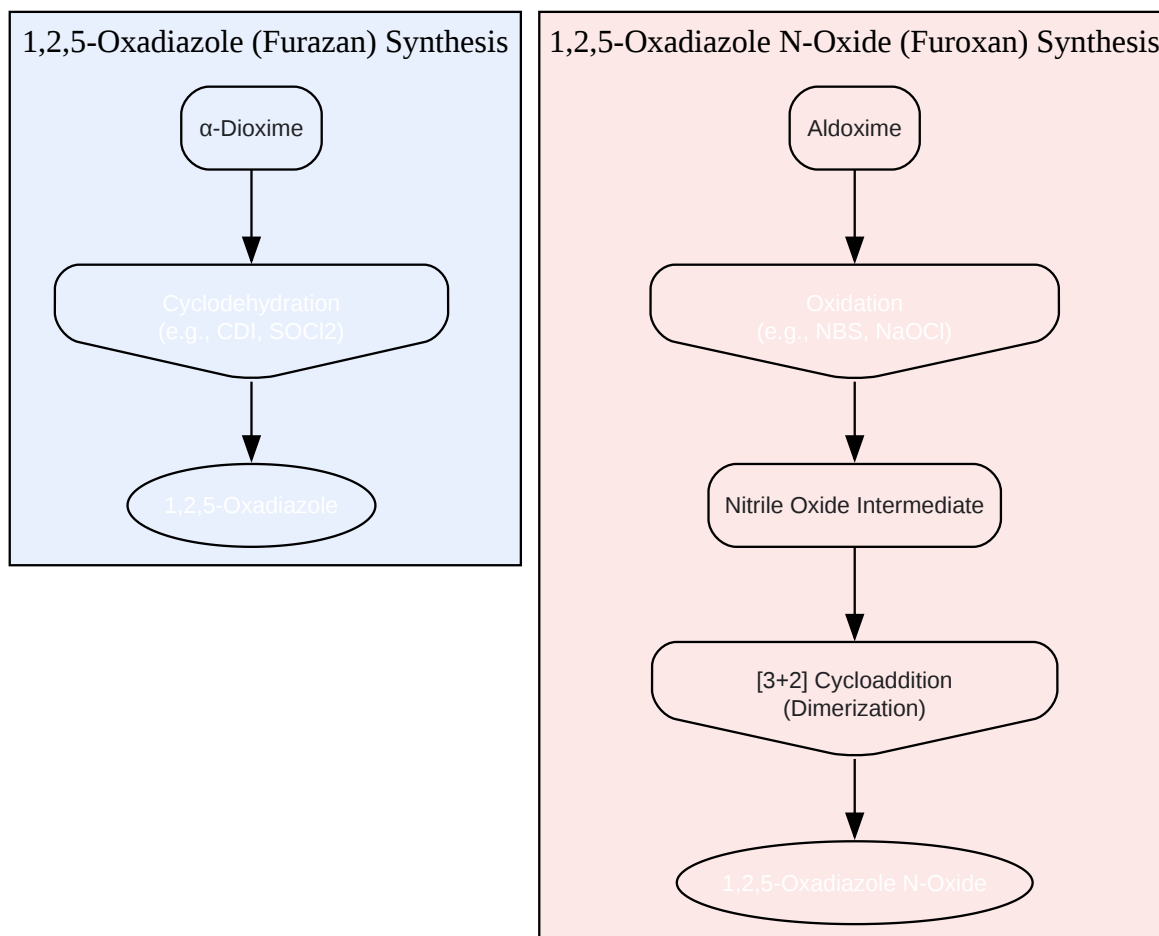 1,2,5-Oxadiazole (Furazan) Synthesis
α-Dioxime
Cyclodehydration
(e.g., CDI, SOCl2)
1,2,5-Oxadiazole
1,2,5-Oxadiazole N-Oxide (Furoxan) Synthesis
Aldoxime
Oxidation
(e.g., NBS, NaOCl)
Nitrile Oxide Intermediate
[3+2] Cycloaddition
(Dimerization)
1,2,5-Oxadiazole N-Oxide